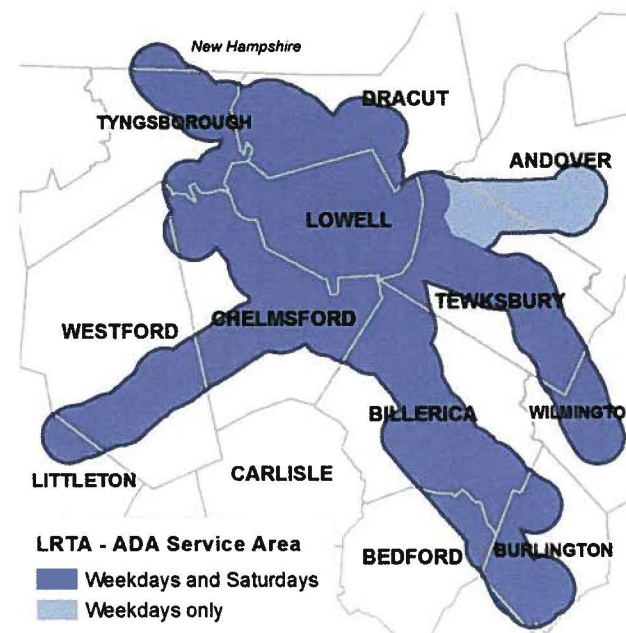 New Hampshire
DRACUT
TYNGSBOROUGH
ANDOVER
LOWELL
TEWKSBURY
CHELMSFORD
WESTFORD
BILLERICA
WILMINGTON
LITTLETON
CARLISLE
LRTA - ADA Service Area
BEDFORD
BURLINGTON
Weekdays and Saturdays
Weekdays only